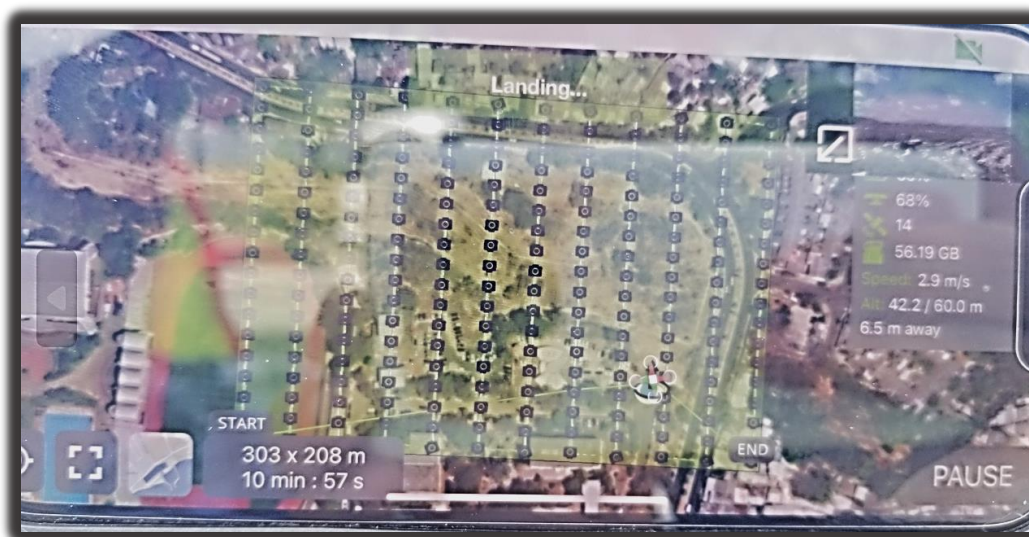 Landing...
68%
14
56.19 GB
Speed: 2.9 m/s
Alt: 42.2 / 60.0 m
6.5 m away
START
303 x 208 m
10 min : 57 s
END
PAUSE